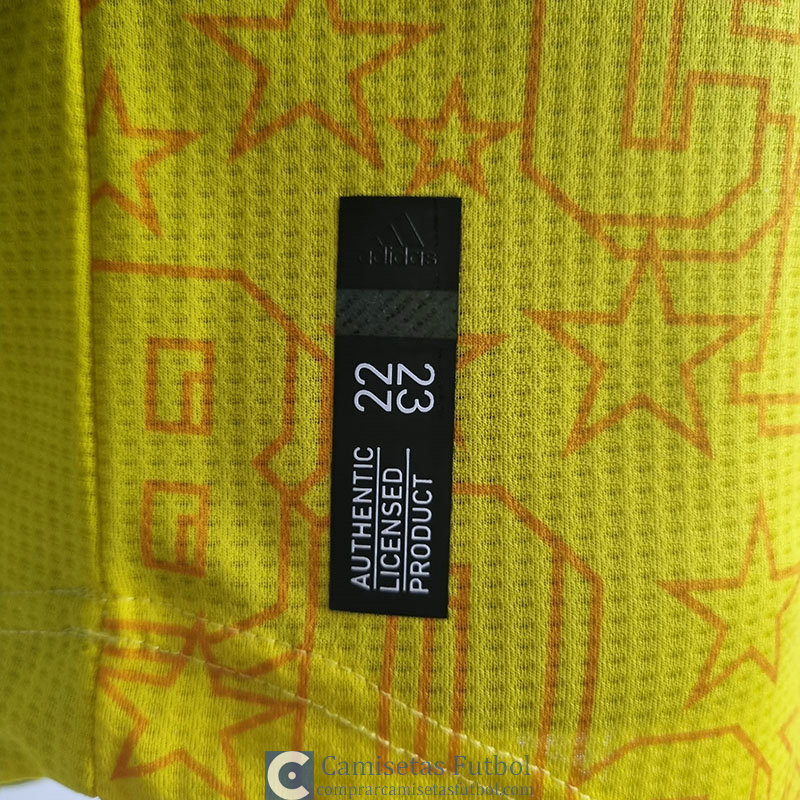 adidas
22
23
AUTHENTIC
LICENSED
PRODUCT
Camisetas Futbol
comprarcamisetasfutbol.com